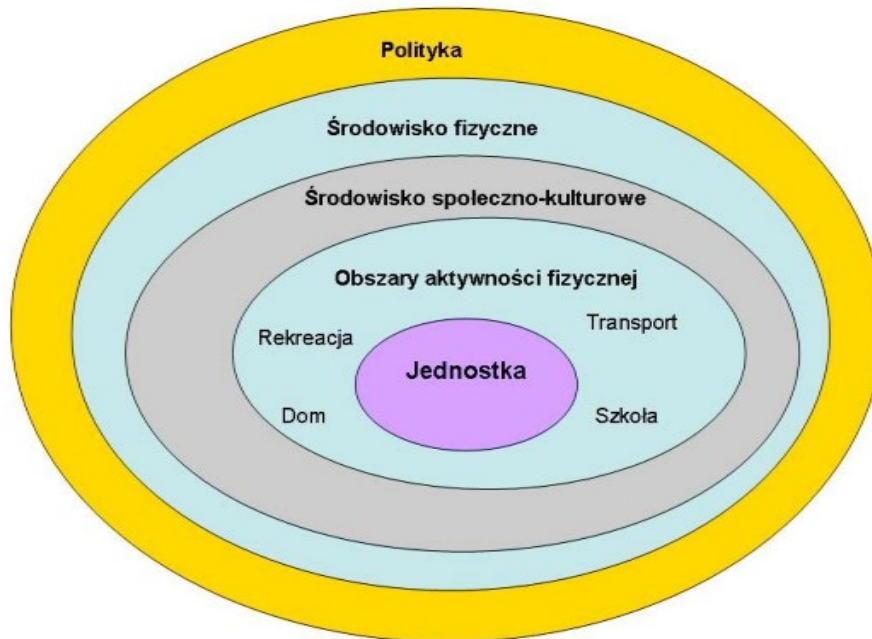 Polityka
Środowisko fizyczne
Środowisko społeczno-kulturowe
Obszary aktywności fizycznej
Rekreacja
Transport
Jednostka
Dom
Szkoła